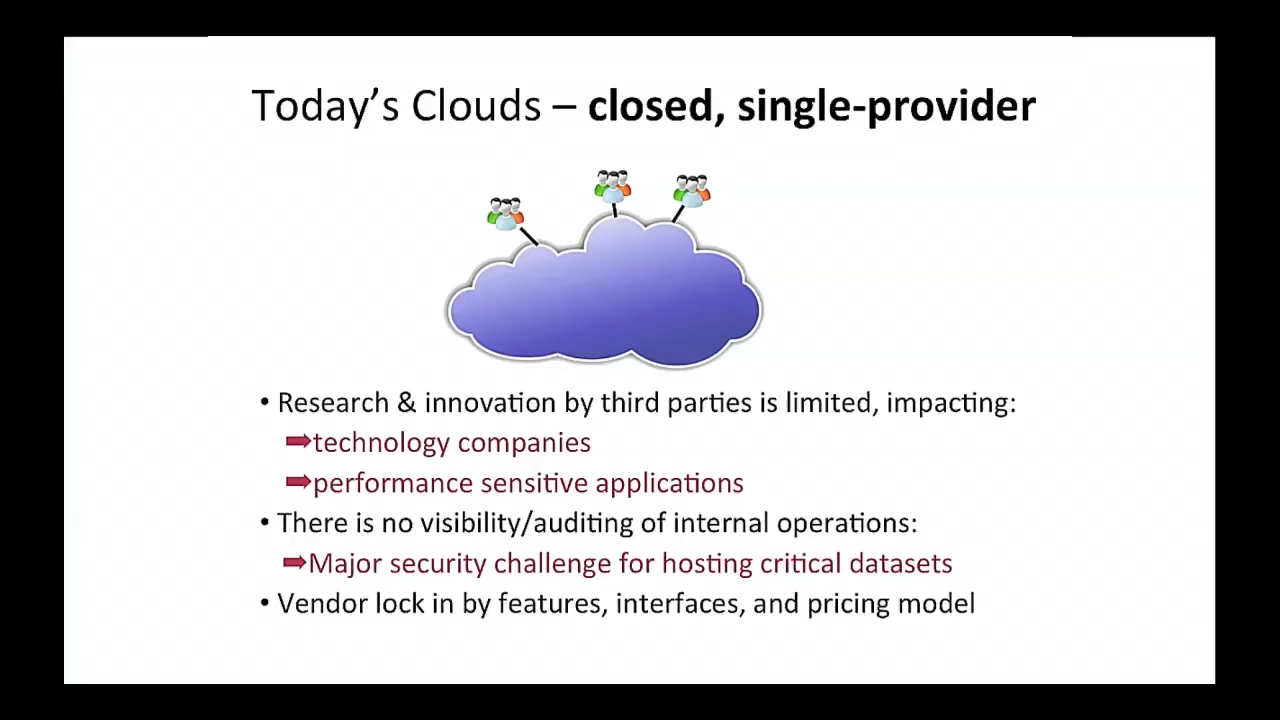 Today's Clouds – closed, single-provider
• Research & innovation by third parties is limited, impacting:
➡technology companies
➡performance sensitive applications
• There is no visibility/auditing of internal operations:
➡Major security challenge for hosting critical datasets
• Vendor lock in by features, interfaces, and pricing model